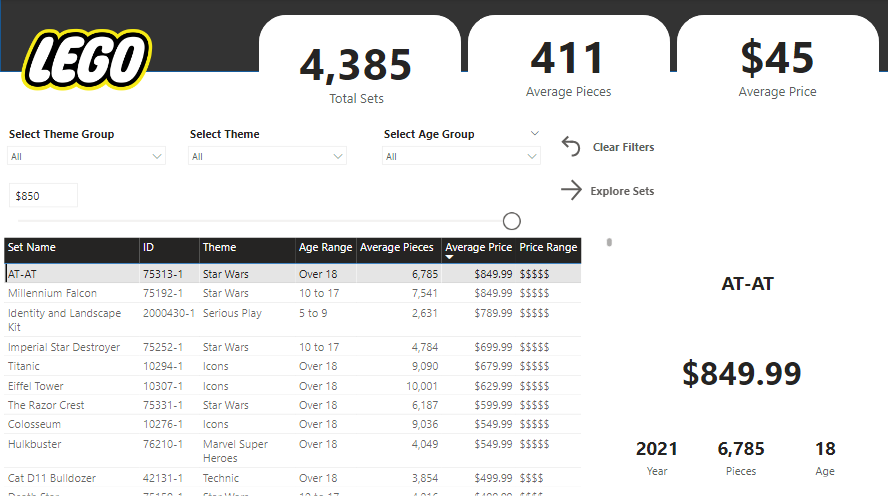 LEGO
4,385
Total Sets
411
Average Pieces
$45
Average Price
Select Theme Group
All
Select Theme
All
Select Age Group
All
Clear Filters
$850
Explore Sets
Set Name ID Theme Age Range Average Pieces Average Price Price Range
AT-AT 75313-1 Star Wars Over 18 6,785 $849.99 $$$$$
Millennium Falcon 75192-1 Star Wars 10 to 17 7,541 $849.99 $$$$$
Identity and Landscape 2000430-1 Serious Play 5 to 9 2,631 $789.99 $$$$$
Kit
Imperial Star Destroyer 75252-1 Star Wars 10 to 17 4,784 $699.99 $$$$$
Titanic 10294-1 Icons Over 18 9,090 $679.99 $$$$$
Eiffel Tower 10307-1 Icons Over 18 10,001 $629.99 $$$$$
The Razor Crest 75331-1 Star Wars Over 18 6,187 $599.99 $$$$$
Colosseum 10276-1 Icons Over 18 9,036 $549.99 $$$$$
Hulkbuster 76210-1 Marvel Super Over 18 4,049 $549.99 $$$$$
Heroes
Cat D11 Bulldozer 42131-1 Technic Over 18 3,854 $499.99 $$$$
AT-AT
$849.99
2021
Year
6,785
Pieces
18
Age